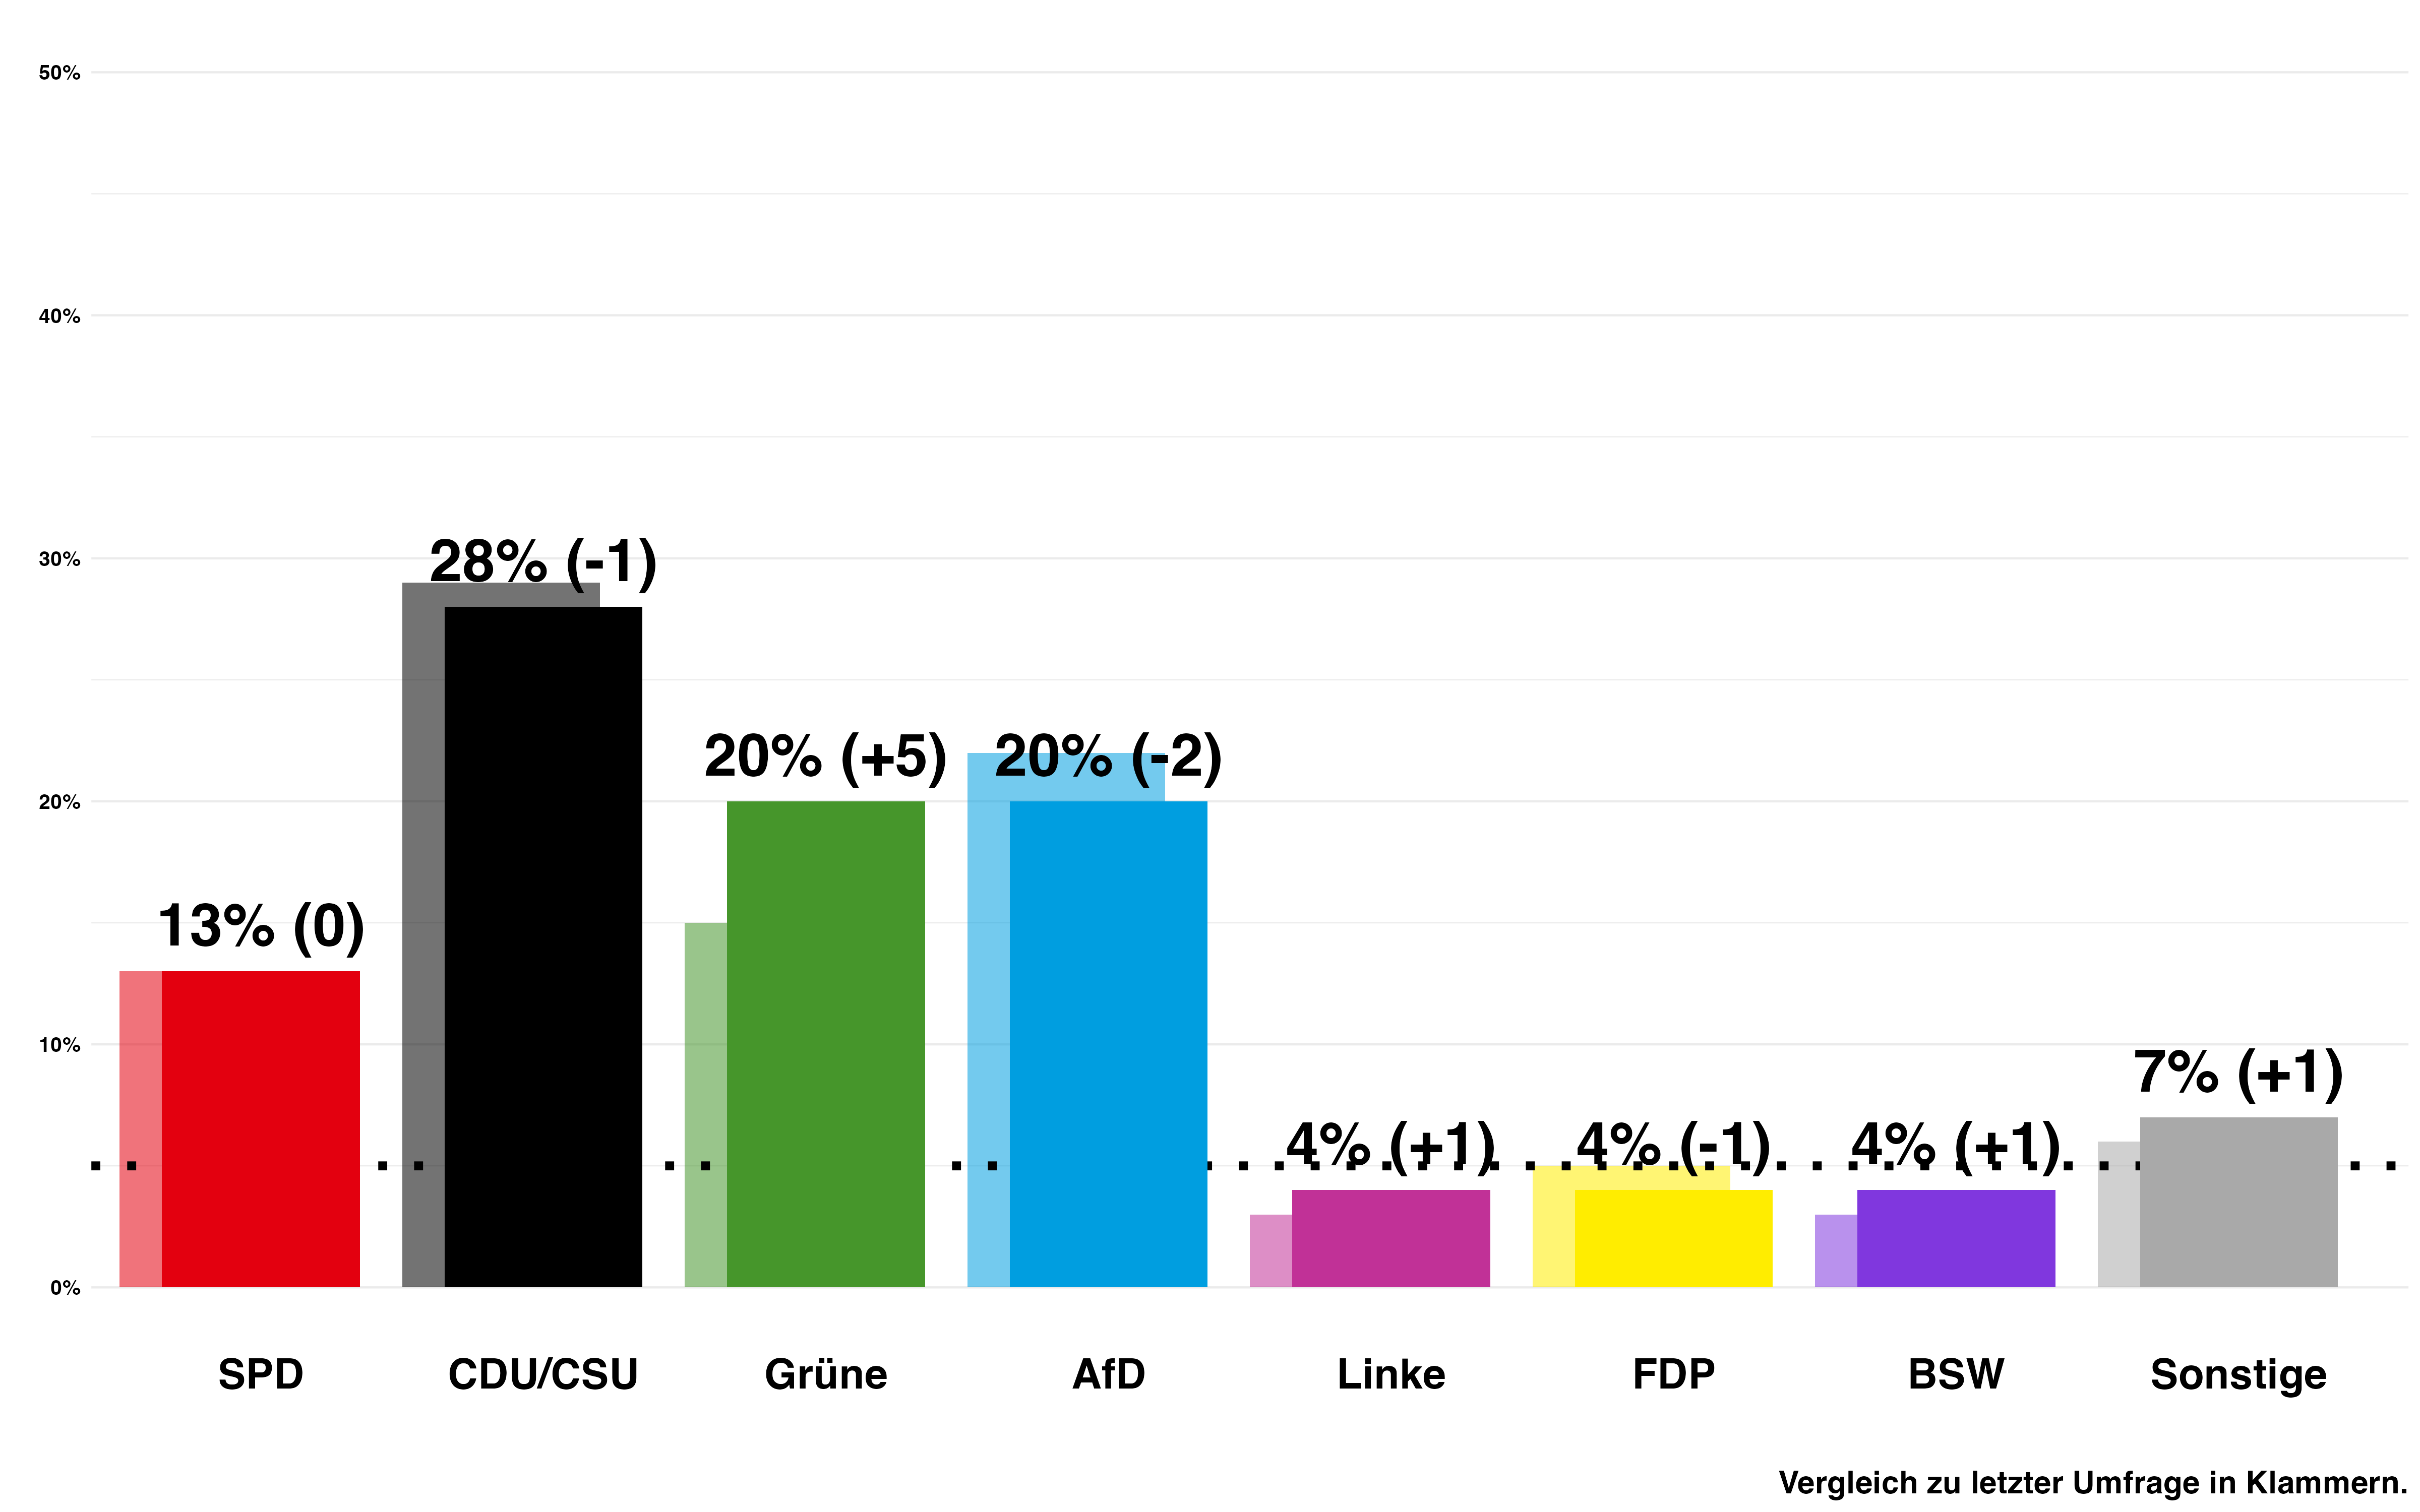 50%
40%
30%
20%
10%
0%
13% (0)
28% (-1)
20% (+5)
20% (-2)
4% (+1)
4% (-1)
4% (+1)
7% (+1)
SPD
CDU/CSU
Grüne
AfD
Linke
FDP
BSW
Sonstige
Vergleich zu letzter Umfrage in Klammern.